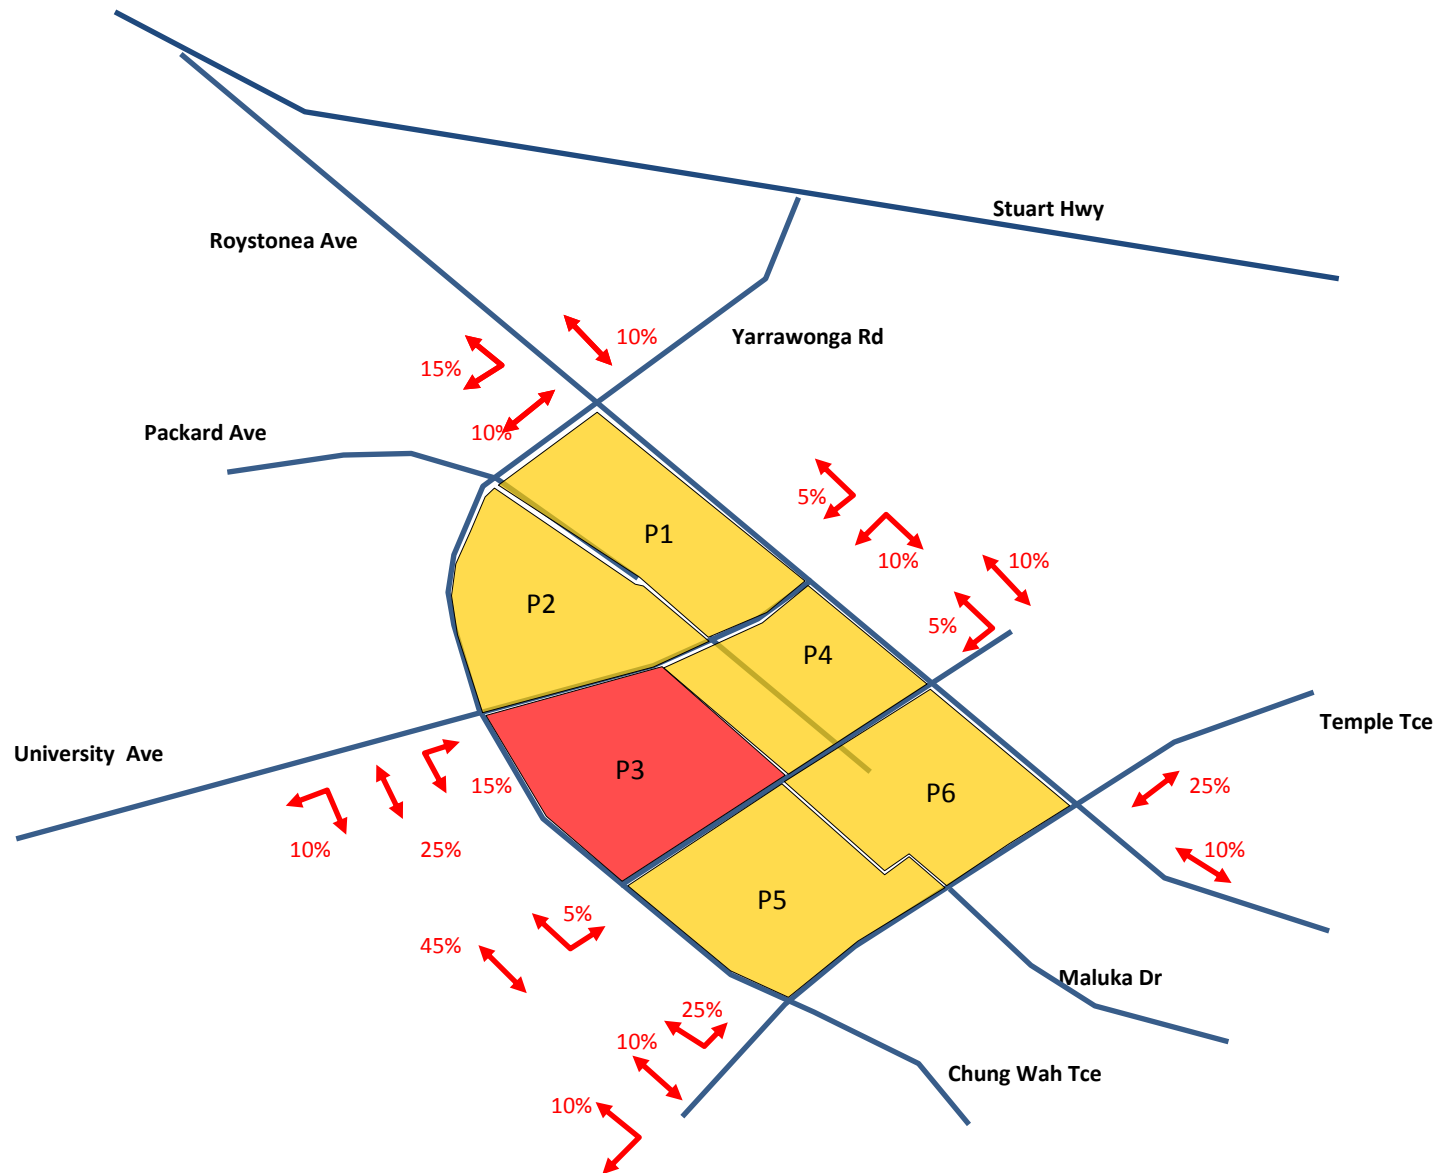 Stuart Hwy
Roystonea Ave
10%
Yarrawonga Rd
15%
Packard Ave
10%
5%
P1
10%
10%
P2
5%
P4
Temple Tce
University  Ave
P3
15%
P6
25%
10%
25%
10%
P5
5%
45%
Maluka Dr
25%
10%
Chung Wah Tce
10%